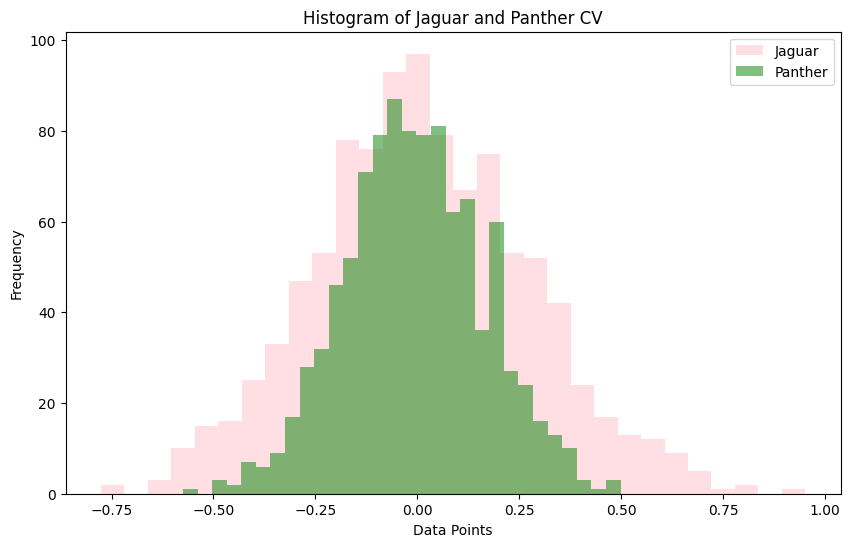 Histogram of Jaguar and Panther CV
Jaguar
Panther
Frequency
100
80
60
40
20
0
−0.75
−0.50
−0.25
0.00
0.25
0.50
0.75
1.00
Data Points